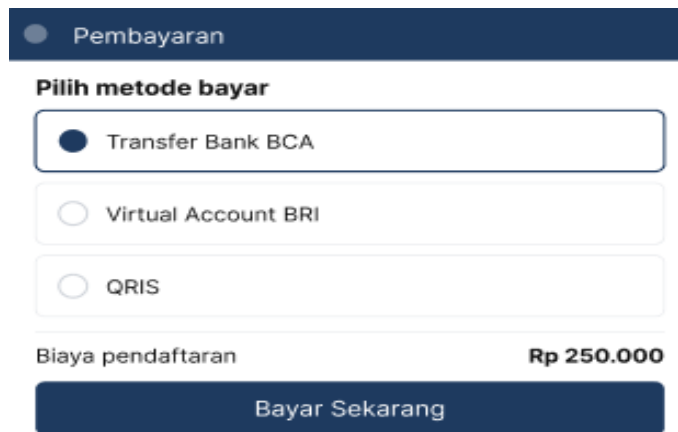 Pembayaran
Pilih metode bayar
Transfer Bank BCA
Virtual Account BRI
QRIS
Biaya pendaftaran Rp 250.000
Bayar Sekarang